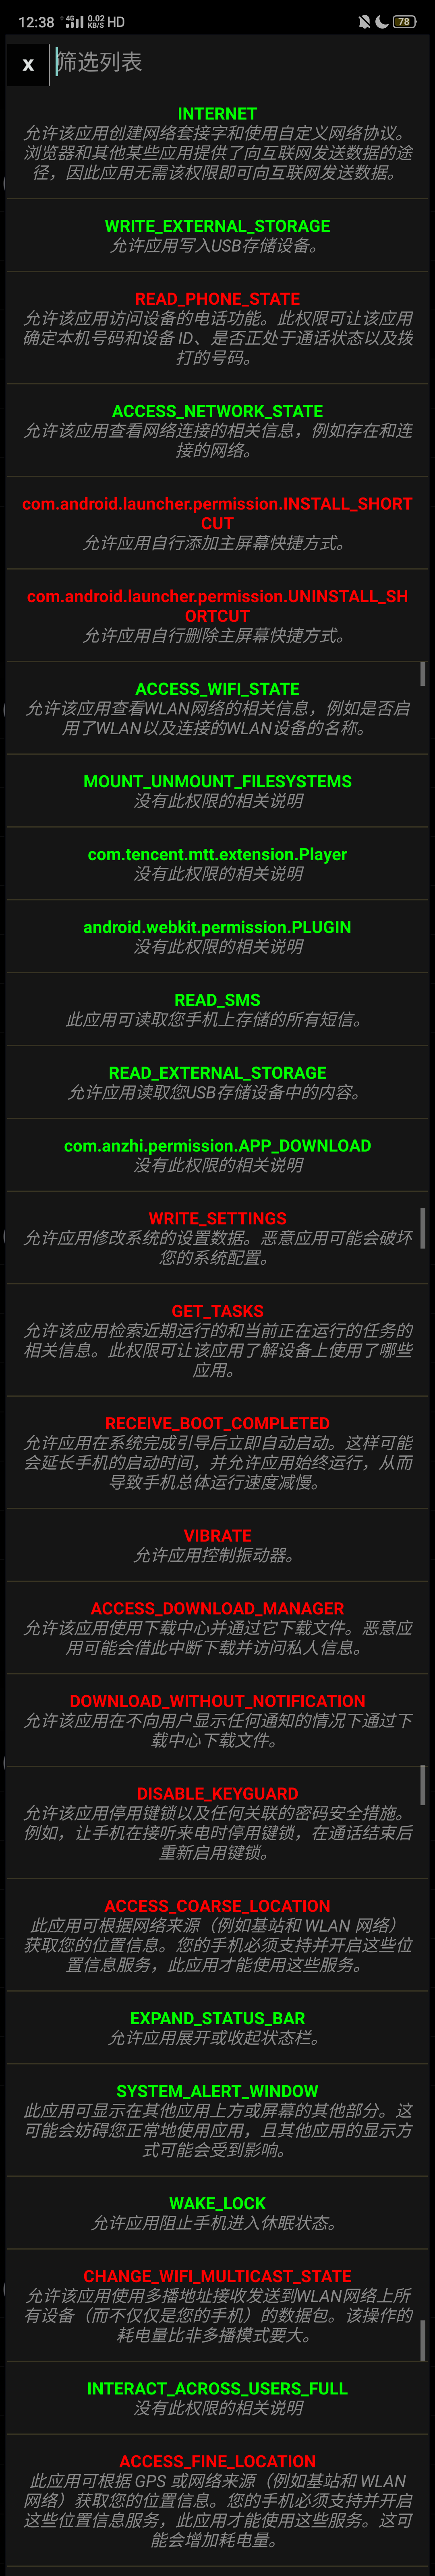 12:38 4G 0.02 KB/S HD 78
x 筛选列表
INTERNET
允许该应用创建网络套接字和使用自定义网络协议。
浏览器和其他某些应用提供了向互联网发送数据的途
径，因此应用无需该权限即可向互联网发送数据。
WRITE_EXTERNAL_STORAGE
允许应用写入USB存储设备。
READ_PHONE_STATE
允许该应用访问设备的电话功能。此权限可让该应用
确定本机号码和设备 ID、是否正处于通话状态以及拨
打的号码。
ACCESS_NETWORK_STATE
允许该应用查看网络连接的相关信息，例如存在和连
接的网络。
com.android.launcher.permission.INSTALL_SHORT
CUT
允许应用自行添加主屏幕快捷方式。
com.android.launcher.permission.UNINSTALL_SH
ORTCUT
允许应用自行删除主屏幕快捷方式。
ACCESS_WIFI_STATE
允许该应用查看WLAN网络的相关信息，例如是否启
用了WLAN以及连接的WLAN设备的名称。
MOUNT_UNMOUNT_FILESYSTEMS
没有此权限的相关说明
com.tencent.mtt.extension.Player
没有此权限的相关说明
android.webkit.permission.PLUGIN
没有此权限的相关说明
READ_SMS
此应用可读取您手机上存储的所有短信。
READ_EXTERNAL_STORAGE
允许应用读取您USB存储设备中的内容。
com.anzhi.permission.APP_DOWNLOAD
没有此权限的相关说明
WRITE_SETTINGS
允许应用修改系统的设置数据。恶意应用可能会破坏
您的系统配置。
GET_TASKS
允许该应用检索近期运行的和当前正在运行的任务的
相关信息。此权限可让该应用了解设备上使用了哪些
应用。
RECEIVE_BOOT_COMPLETED
允许应用在系统完成引导后立即自动启动。这样可能
会延长手机的启动时间，并允许应用始终运行，从而
导致手机总体运行速度减慢。
VIBRATE
允许应用控制振动器。
ACCESS_DOWNLOAD_MANAGER
允许该应用使用下载中心并通过它下载文件。恶意应
用可能会借此中断下载并访问私人信息。
DOWNLOAD_WITHOUT_NOTIFICATION
允许该应用在不向用户显示任何通知的情况下通过下
载中心下载文件。
DISABLE_KEYGUARD
允许该应用停用键锁以及任何关联的密码安全措施。
例如，让手机在接听来电时停用键锁，在通话结束后
重新启用键锁。
ACCESS_COARSE_LOCATION
此应用可根据网络来源（例如基站和 WLAN 网络）
获取您的位置信息。您的手机必须支持并开启这些位
置信息服务，此应用才能使用这些服务。
EXPAND_STATUS_BAR
允许应用展开或收起状态栏。
SYSTEM_ALERT_WINDOW
此应用可显示在其他应用上方或屏幕的其他部分。这
可能会妨碍您正常地使用应用，且其他应用的显示方
式可能会受到影响。
WAKE_LOCK
允许应用阻止手机进入休眠状态。
CHANGE_WIFI_MULTICAST_STATE
允许该应用使用多播地址接收发送到WLAN网络上所
有设备（而不仅仅是您的手机）的数据包。该操作的
耗电量比非多播模式要大。
INTERACT_ACROSS_USERS_FULL
没有此权限的相关说明
ACCESS_FINE_LOCATION
此应用可根据 GPS 或网络来源（例如基站和 WLAN
网络）获取您的位置信息。您的手机必须支持并开启
这些位置信息服务，此应用才能使用这些服务。这可
能会增加耗电量。